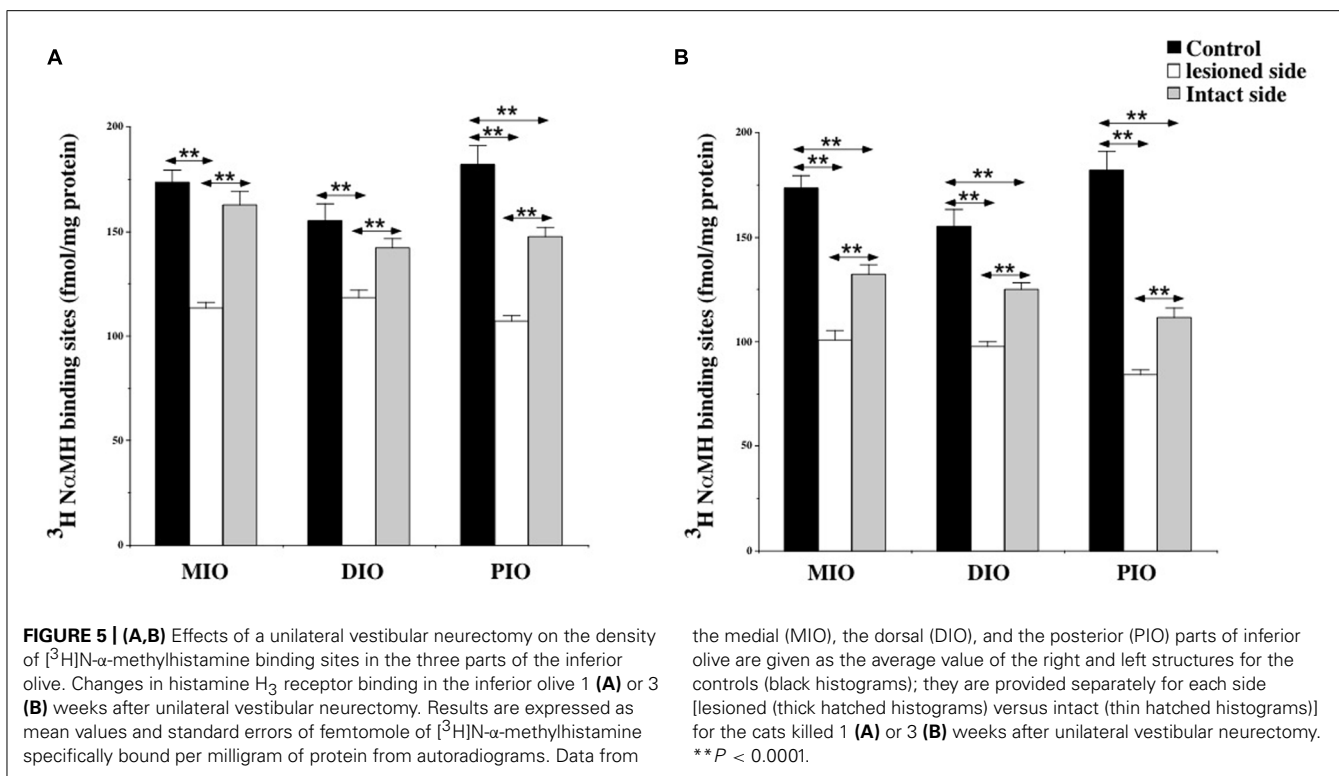 A
³H NαMH binding sites (fmol/mg protein)
200
150
100
50
0
** ** ** ** ** ** **
MIO DIO PIO
B
Control
lesioned side
Intact side
³H NαMH binding sites (fmol/mg protein)
200
150
100
50
0
** ** ** ** ** ** ** ** **
MIO DIO PIO
FIGURE 5 | (A,B) Effects of a unilateral vestibular neurectomy on the density
of [³H]N-α-methylhistamine binding sites in the three parts of the inferior
olive. Changes in histamine H₃ receptor binding in the inferior olive 1 (A) or 3
(B) weeks after unilateral vestibular neurectomy. Results are expressed as
mean values and standard errors of femtomole of [³H]N-α-methylhistamine
specifically bound per milligram of protein from autoradiograms. Data from
the medial (MIO), the dorsal (DIO), and the posterior (PIO) parts of inferior
olive are given as the average value of the right and left structures for the
controls (black histograms); they are provided separately for each side
[lesioned (thick hatched histograms) versus intact (thin hatched histograms)]
for the cats killed 1 (A) or 3 (B) weeks after unilateral vestibular neurectomy.
**P < 0.0001.